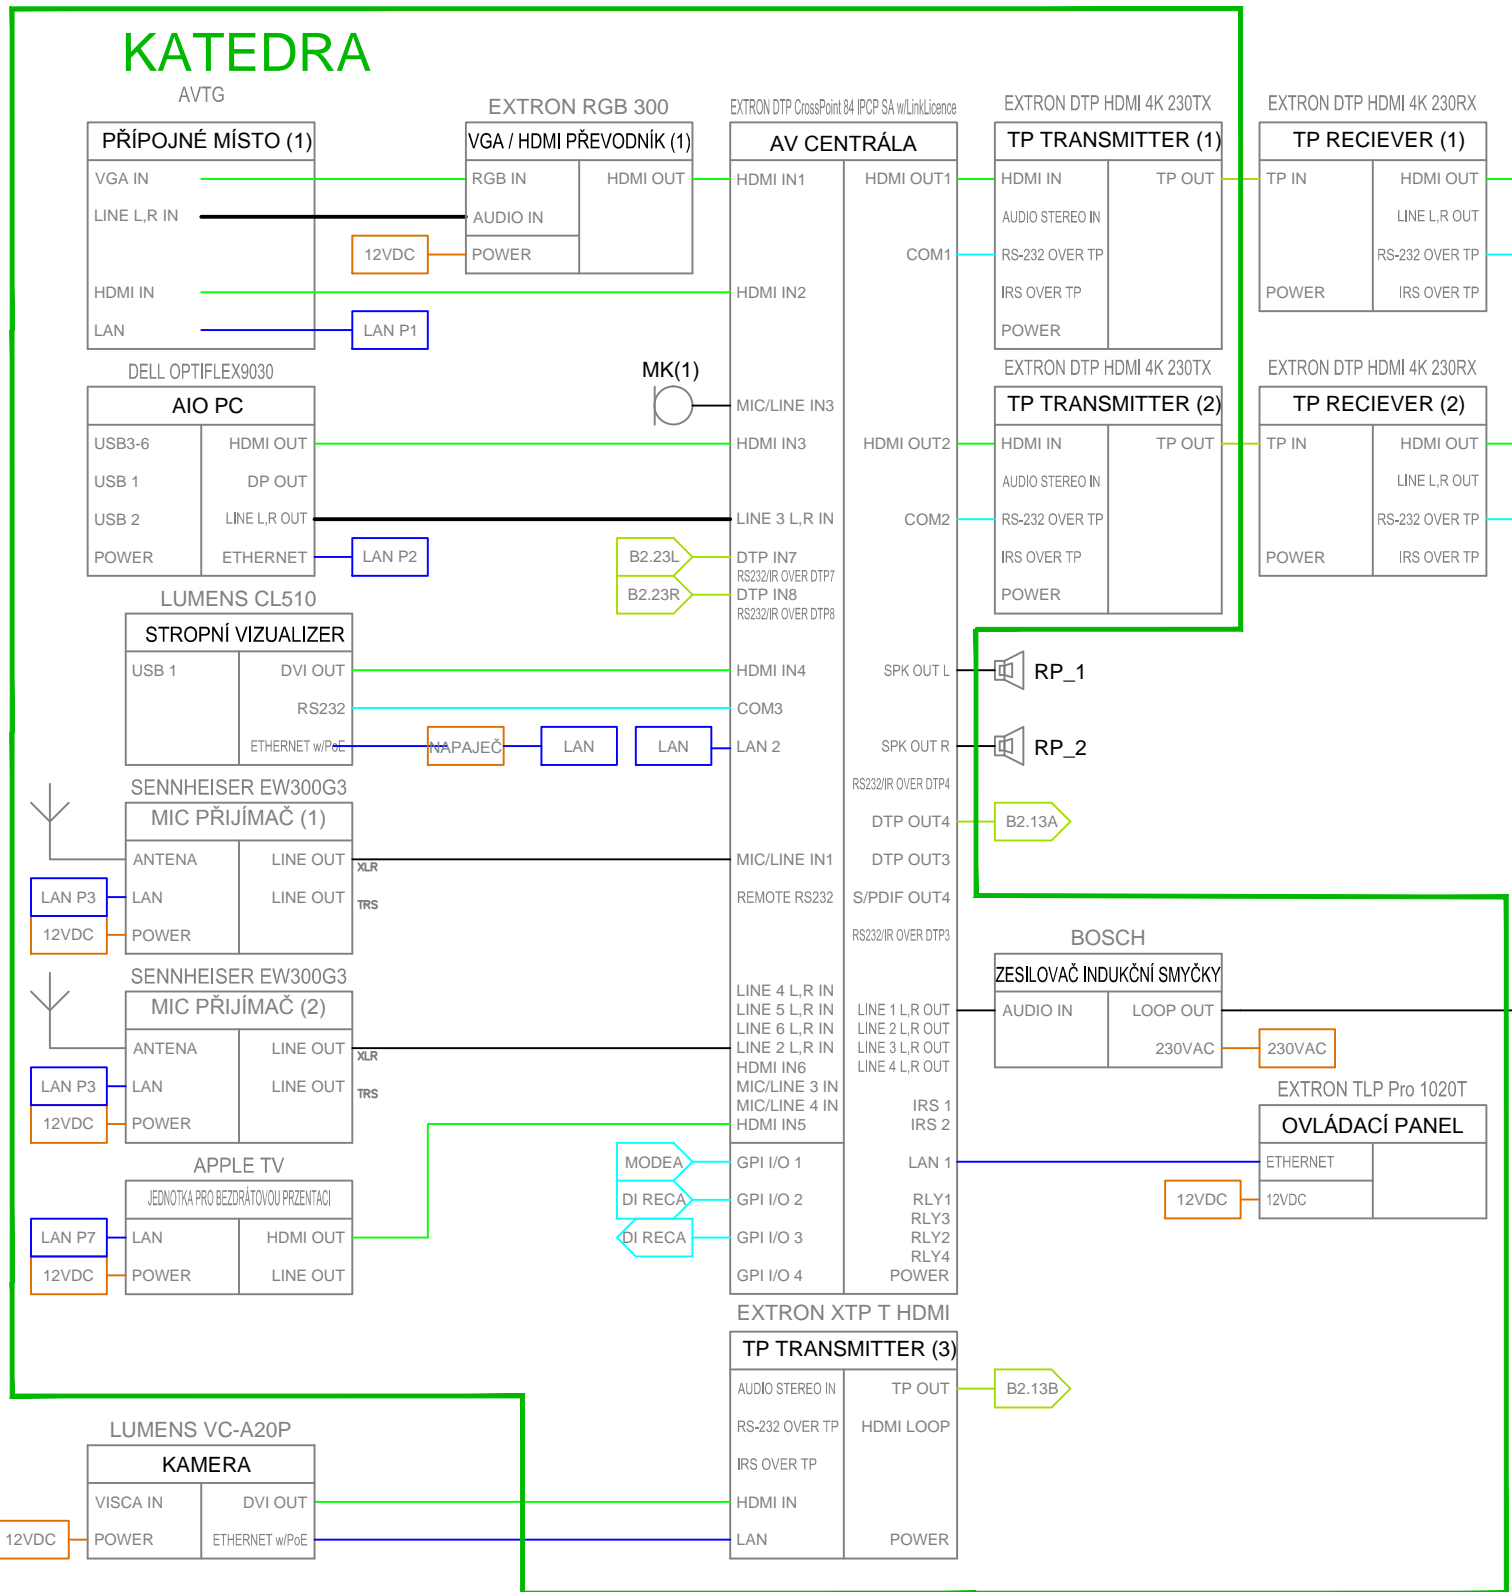 KATEDRA
AVTG
PŘÍPOJNÉ MÍSTO (1)
VGA IN
LINE L,R IN
HDMI IN
LAN
LAN P1
EXTRON RGB 300
VGA / HDMI PŘEVODNÍK (1)
RGB IN
HDMI OUT
AUDIO IN
POWER
12VDC
DELL OPTIFLEX9030
AIO PC
USB3-6
HDMI OUT
USB 1
DP OUT
USB 2
LINE L,R OUT
POWER
ETHERNET
LAN P2
LUMENS CL510
STROPNÍ VIZUALIZER
USB 1
DVI OUT
RS232
ETHERNET w/PoE
NAPAJEČ
LAN
LAN
SENNHEISER EW300G3
MIC PŘIJÍMAČ (1)
ANTENA
LINE OUT
XLR
LAN P3
LAN
LINE OUT
TRS
12VDC
POWER
SENNHEISER EW300G3
MIC PŘIJÍMAČ (2)
ANTENA
LINE OUT
XLR
LAN P3
LAN
LINE OUT
TRS
12VDC
POWER
APPLE TV
JEDNOTKA PRO BEZDRÁTOVOU PRZENTACI
LAN P7
LAN
HDMI OUT
12VDC
POWER
LINE OUT
LUMENS VC-A20P
KAMERA
VISCA IN
DVI OUT
12VDC
POWER
ETHERNET w/PoE
MK(1)
B2.23L
B2.23R
MODEA
DI RECA
DI RECA
EXTRON DTP CrossPoint 84 IPCP SA w/LinkLicence
AV CENTRÁLA
HDMI IN1
HDMI IN2
MIC/LINE IN3
HDMI IN3
LINE 3 L,R IN
DTP IN7
RS232/IR OVER DTP7
DTP IN8
RS232/IR OVER DTP8
HDMI IN4
COM3
LAN 2
MIC/LINE IN1
REMOTE RS232
LINE 4 L,R IN
LINE 5 L,R IN
LINE 6 L,R IN
LINE 2 L,R IN
HDMI IN6
MIC/LINE 3 IN
MIC/LINE 4 IN
HDMI IN5
GPI I/O 1
GPI I/O 2
GPI I/O 3
GPI I/O 4
HDMI OUT1
COM1
HDMI OUT2
COM2
SPK OUT L
SPK OUT R
RS232/IR OVER DTP4
DTP OUT4
DTP OUT3
S/PDIF OUT4
RS232/IR OVER DTP3
LINE 1 L,R OUT
LINE 2 L,R OUT
LINE 3 L,R OUT
LINE 4 L,R OUT
IRS 1
IRS 2
LAN 1
RLY1
RLY3
RLY2
RLY4
POWER
EXTRON XTP T HDMI
TP TRANSMITTER (3)
AUDIO STEREO IN
TP OUT
RS-232 OVER TP
HDMI LOOP
IRS OVER TP
HDMI IN
LAN
POWER
B2.13B
EXTRON DTP HDMI 4K 230TX
TP TRANSMITTER (1)
HDMI IN
TP OUT
AUDIO STEREO IN
RS-232 OVER TP
IRS OVER TP
POWER
EXTRON DTP HDMI 4K 230RX
TP RECIEVER (1)
TP IN
HDMI OUT
LINE L,R OUT
RS-232 OVER TP
POWER
IRS OVER TP
EXTRON DTP HDMI 4K 230TX
TP TRANSMITTER (2)
HDMI IN
TP OUT
AUDIO STEREO IN
RS-232 OVER TP
IRS OVER TP
POWER
EXTRON DTP HDMI 4K 230RX
TP RECIEVER (2)
TP IN
HDMI OUT
LINE L,R OUT
RS-232 OVER TP
POWER
IRS OVER TP
RP_1
RP_2
B2.13A
BOSCH
ZESILOVAČ INDUKČNÍ SMYČKY
AUDIO IN
LOOP OUT
230VAC
230VAC
EXTRON TLP Pro 1020T
OVLÁDACÍ PANEL
ETHERNET
12VDC
12VDC